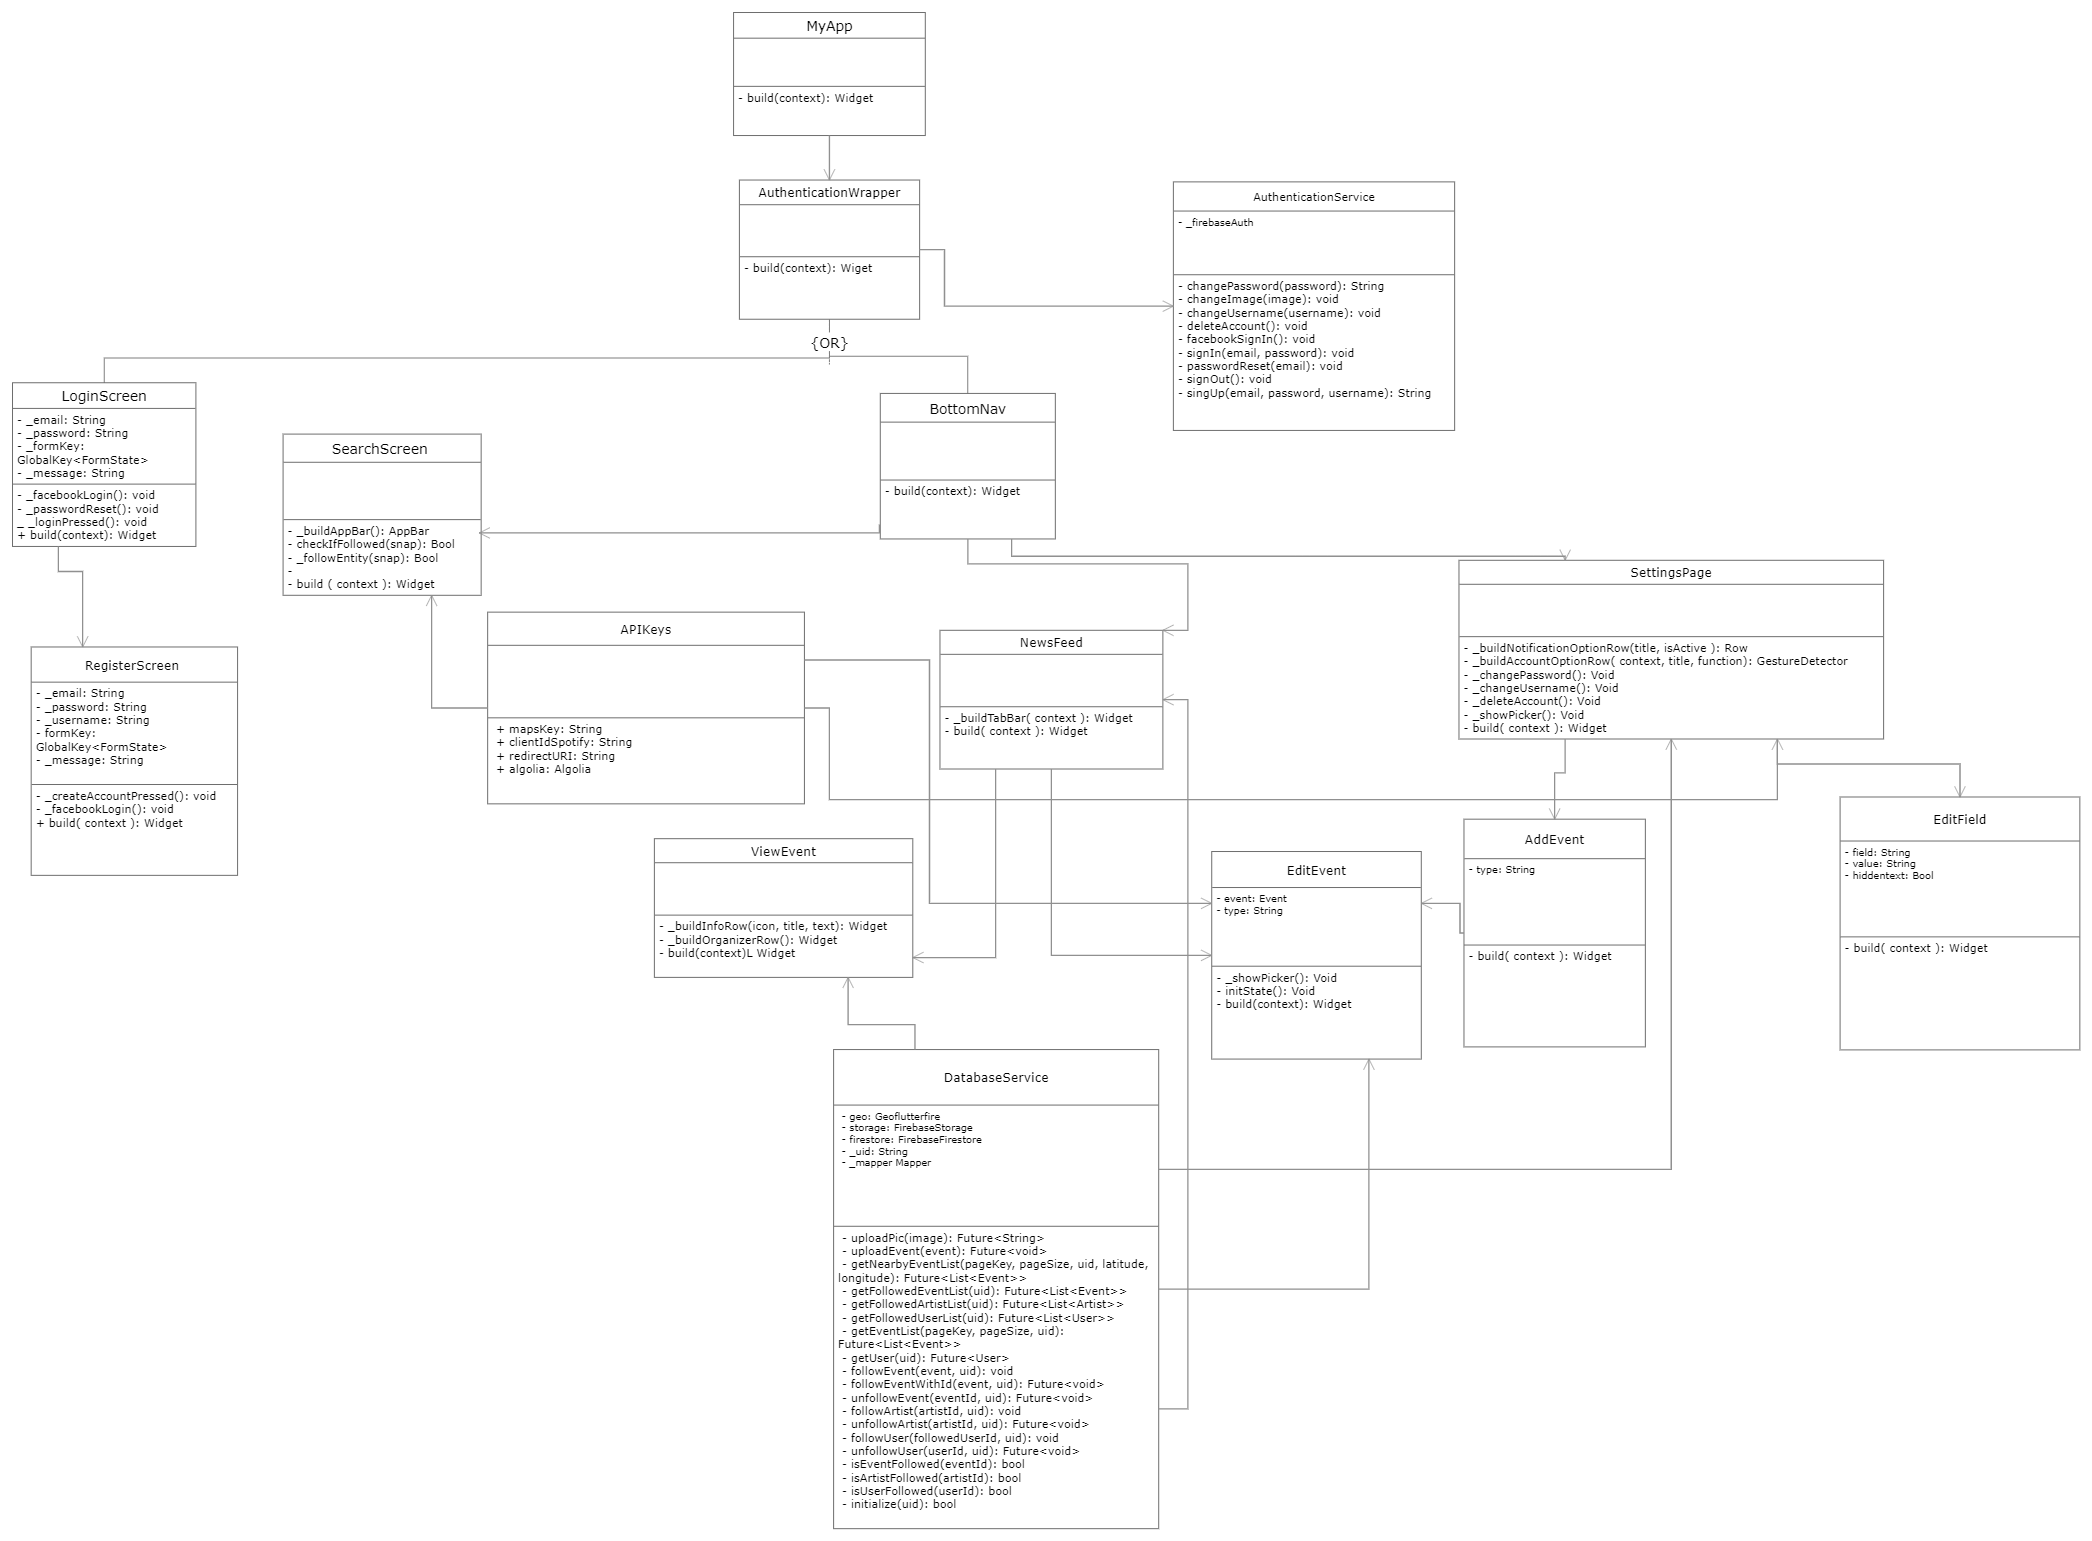 MyApp
- build(context): Widget
AuthenticationWrapper
- build(context): Wiget
{OR}
AuthenticationService
- _firebaseAuth
- changePassword(password): String
- changeImage(image): void
- changeUsername(username): void
- deleteAccount(): void
- facebookSignIn(): void
- signIn(email, password): void
- passwordReset(email): void
- signOut(): void
- singUp(email, password, username): String
LoginScreen
- _email: String
- _password: String
- _formKey:
GlobalKey<FormState>
- _message: String
- _facebookLogin(): void
- _passwordReset(): void
_ _loginPressed(): void
+ build(context): Widget
SearchScreen
- _buildAppBar(): AppBar
- checkIfFollowed(snap): Bool
- _followEntity(snap): Bool
-
- build ( context ): Widget
BottomNav
- build(context): Widget
SettingsPage
- _buildNotificationOptionRow(title, isActive ): Row
- _buildAccountOptionRow( context, title, function): GestureDetector
- _changePassword(): Void
- _changeUsername(): Void
- _deleteAccount(): Void
- _showPicker(): Void
- build( context ): Widget
RegisterScreen
- _email: String
- _password: String
- _username: String
- formKey:
GlobalKey<FormState>
- _message: String
- _createAccountPressed(): void
- _facebookLogin(): void
+ build( context ): Widget
APIKeys
+ mapsKey: String
+ clientIdSpotify: String
+ redirectURI: String
+ algolia: Algolia
NewsFeed
- _buildTabBar( context ): Widget
- build( context ): Widget
ViewEvent
- _buildInfoRow(icon, title, text): Widget
- _buildOrganizerRow(): Widget
- build(context)L Widget
EditEvent
- event: Event
- type: String
- _showPicker(): Void
- initState(): Void
- build(context): Widget
AddEvent
- type: String
- build( context ): Widget
EditField
- field: String
- value: String
- hiddentext: Bool
- build( context ): Widget
DatabaseService
- geo: Geoflutterfire
- storage: FirebaseStorage
- firestore: FirebaseFirestore
- _uid: String
- _mapper Mapper
- uploadPic(image): Future<String>
- uploadEvent(event): Future<void>
- getNearbyEventList(pageKey, pageSize, uid, latitude,
longitude): Future<List<Event>>
- getFollowedEventList(uid): Future<List<Event>>
- getFollowedArtistList(uid): Future<List<Artist>>
- getFollowedUserList(uid): Future<List<User>>
- getEventList(pageKey, pageSize, uid):
Future<List<Event>>
- getUser(uid): Future<User>
- followEvent(event, uid): void
- followEventWithId(event, uid): Future<void>
- unfollowEvent(eventId, uid): Future<void>
- followArtist(artistId, uid): void
- unfollowArtist(artistId, uid): Future<void>
- followUser(followedUserId, uid): void
- unfollowUser(userId, uid): Future<void>
- isEventFollowed(eventId): bool
- isArtistFollowed(artistId): bool
- isUserFollowed(userId): bool
- initialize(uid): bool